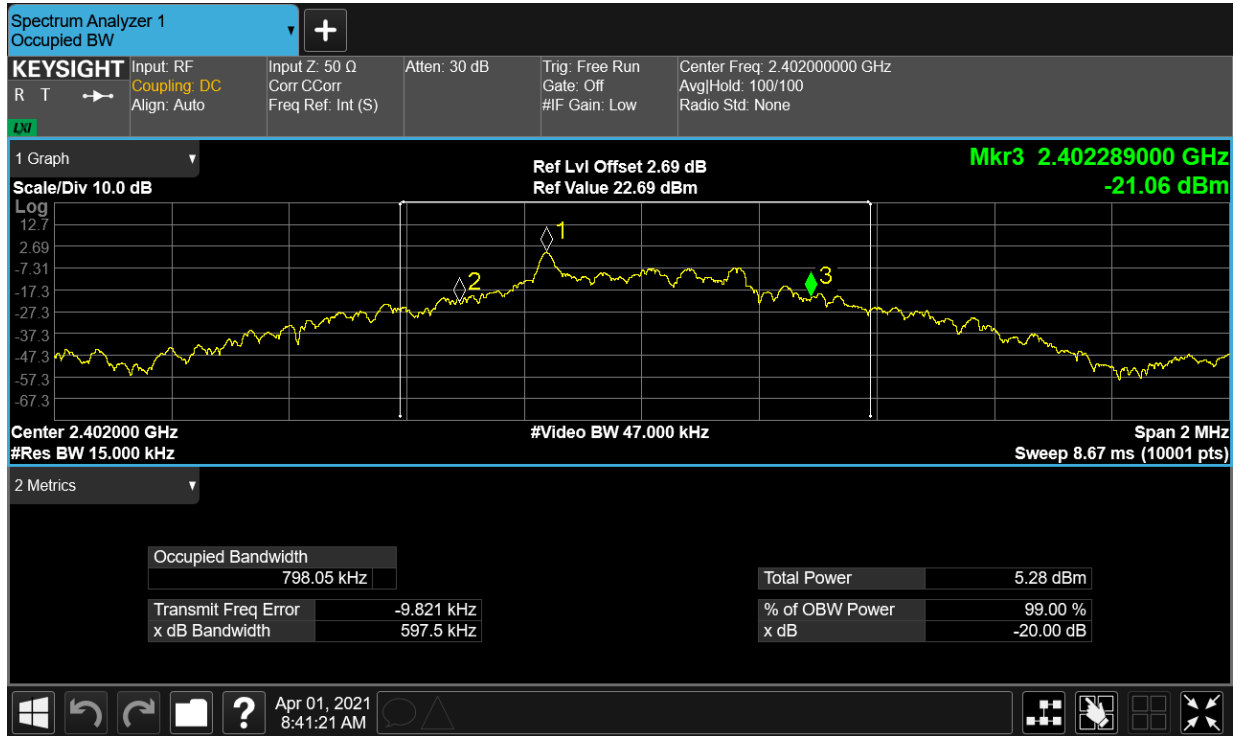 Spectrum Analyzer 1
Occupied BW
KEYSIGHT
R T
LXI
Input: RF
Coupling: DC
Align: Auto
Input Z: 50 Ω
Corr CCorr
Freq Ref: Int (S)
Atten: 30 dB
Trig: Free Run
Gate: Off
#IF Gain: Low
Center Freq: 2.402000000 GHz
Avg|Hold: 100/100
Radio Std: None
1 Graph
Scale/Div 10.0 dB
Ref Lvl Offset 2.69 dB
Ref Value 22.69 dBm
Mkr3 2.402289000 GHz
-21.06 dBm
Log
12.7
2.69
-7.31
-17.3
-27.3
-37.3
-47.3
-57.3
-67.3
1
2
3
Center 2.402000 GHz
#Res BW 15.000 kHz
#Video BW 47.000 kHz
Span 2 MHz
Sweep 8.67 ms (10001 pts)
2 Metrics
Occupied Bandwidth
798.05 kHz
Transmit Freq Error -9.821 kHz
x dB Bandwidth 597.5 kHz
Total Power 5.28 dBm
% of OBW Power 99.00 %
x dB -20.00 dB
?
Apr 01, 2021
8:41:21 AM